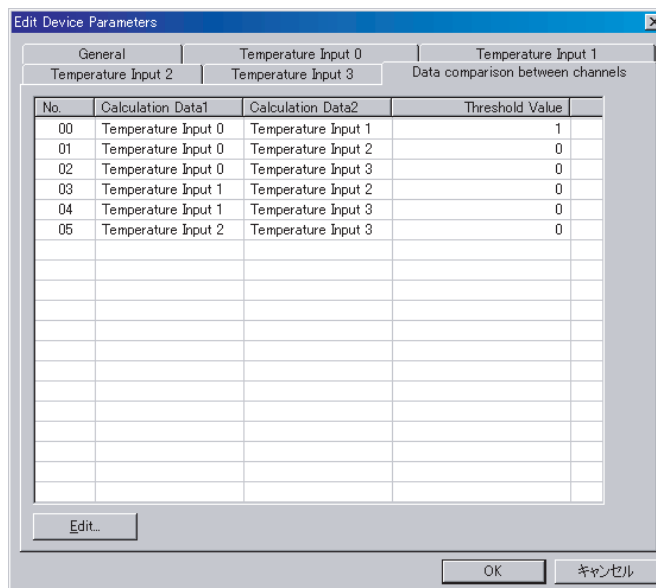 Edit Device Parameters
General Temperature Input 0 Temperature Input 1
Temperature Input 2 Temperature Input 3 Data comparison between channels
No. Calculation Data1 Calculation Data2 Threshold Value
00 Temperature Input 0 Temperature Input 1 1
01 Temperature Input 0 Temperature Input 2 0
02 Temperature Input 0 Temperature Input 3 0
03 Temperature Input 1 Temperature Input 2 0
04 Temperature Input 1 Temperature Input 3 0
05 Temperature Input 2 Temperature Input 3 0
Edit...
OK キャンセル